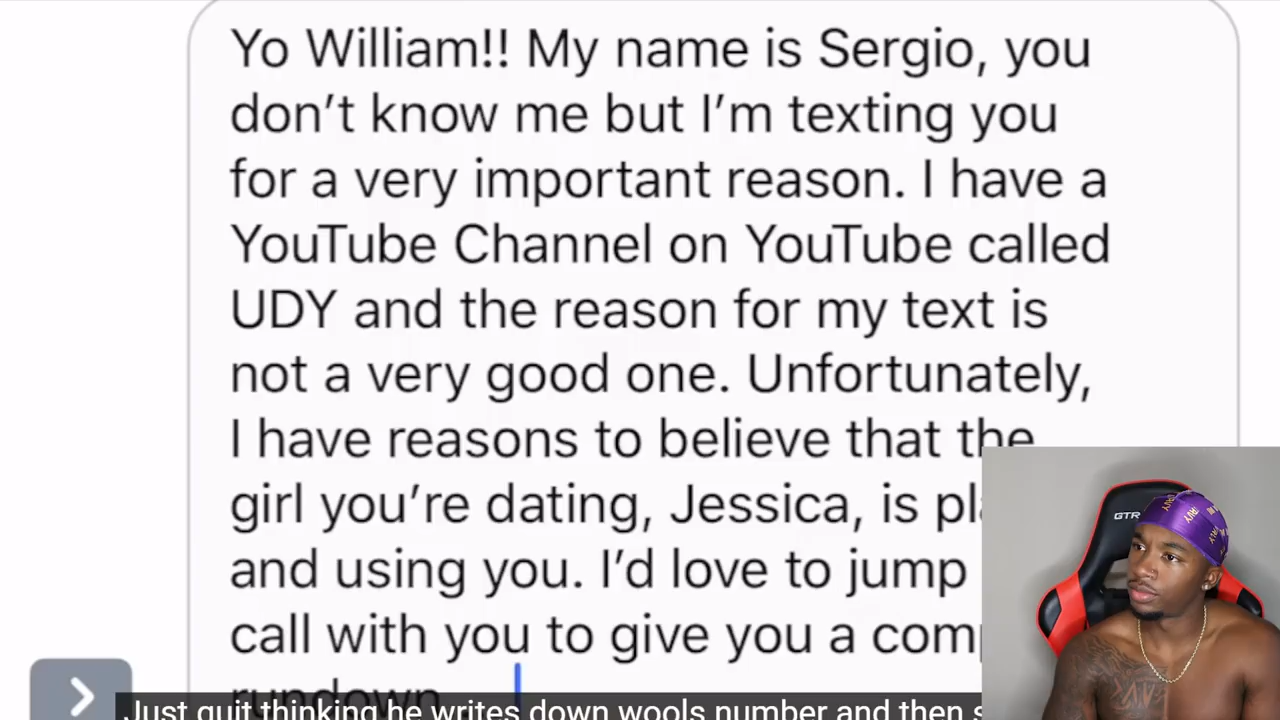 Yo William!! My name is Sergio, you
don't know me but I'm texting you
for a very important reason. I have a
YouTube Channel on YouTube called
UDY and the reason for my text is
not a very good one. Unfortunately,
I have reasons to believe that the
girl you're dating, Jessica, is pl
and using you. I'd love to jump
call with you to give you a com
rundown.
Just quit thinking he writes down wools number and then s
GTR